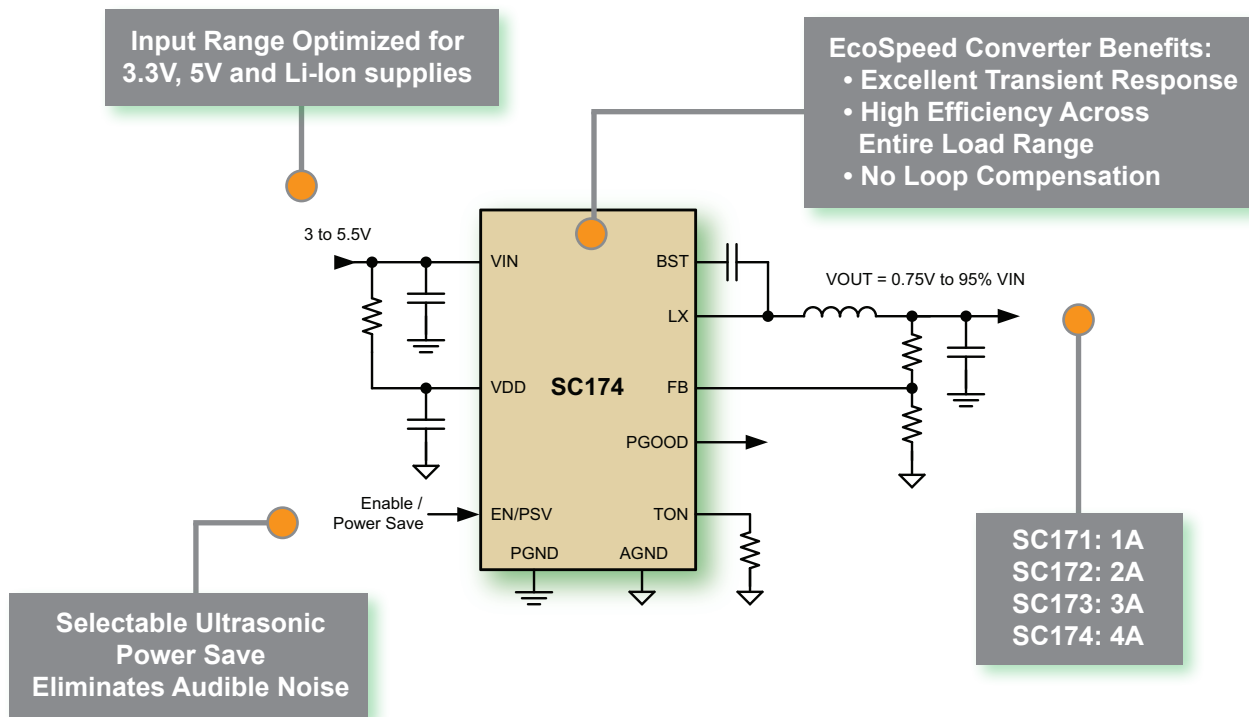 Input Range Optimized for
3.3V, 5V and Li-Ion supplies
EcoSpeed Converter Benefits:
• Excellent Transient Response
• High Efficiency Across
Entire Load Range
• No Loop Compensation
3 to 5.5V
VIN
BST
VOUT = 0.75V to 95% VIN
LX
VDD
SC174
FB
PGOOD
Enable /
Power Save
EN/PSV
TON
PGND
AGND
SC171: 1A
SC172: 2A
SC173: 3A
SC174: 4A
Selectable Ultrasonic
Power Save
Eliminates Audible Noise